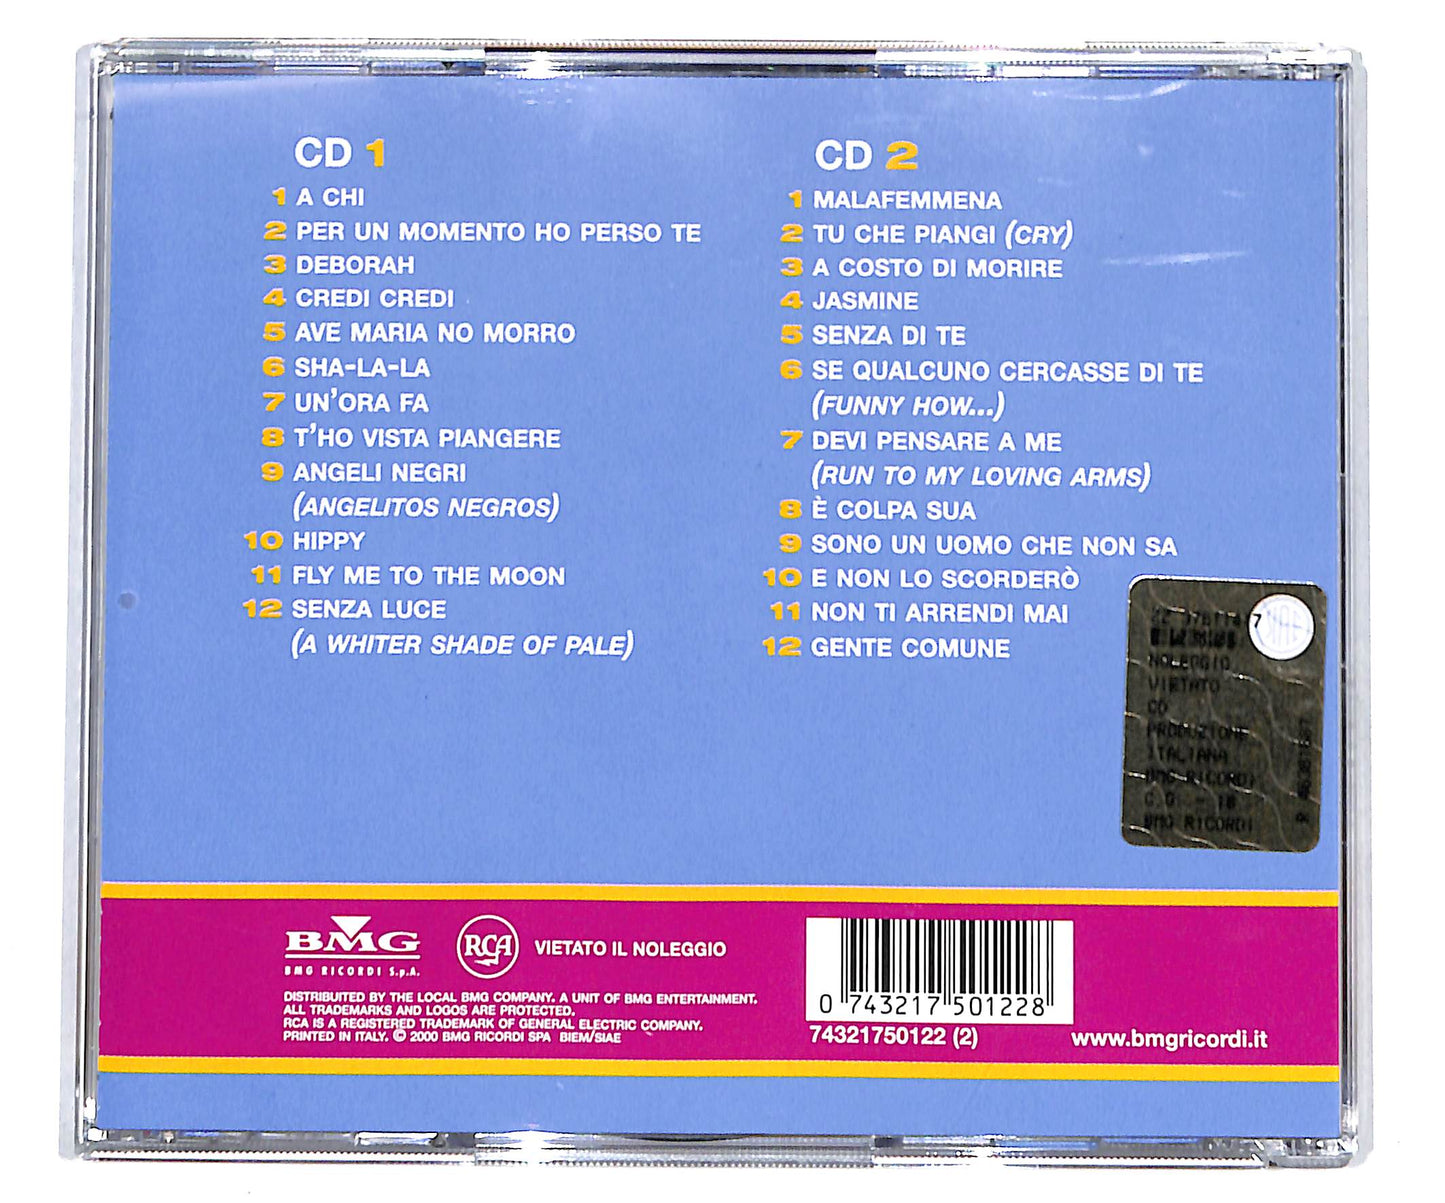 CD 1
1 A CHI
2 PER UN MOMENTO HO PERSO TE
3 DEBORAH
4 CREDI CREDI
5 AVE MARIA NO MORRO
6 SHA-LA-LA
7 UN'ORA FA
8 T'HO VISTA PIANGERE
9 ANGELI NEGRI
(ANGELITOS NEGROS)
10 HIPPY
11 FLY ME TO THE MOON
12 SENZA LUCE
(A WHITER SHADE OF PALE)
CD 2
1 MALAFEMMENA
2 TU CHE PIANGI (CRY)
3 A COSTO DI MORIRE
4 JASMINE
5 SENZA DI TE
6 SE QUALCUNO CERCASSE DI TE
(FUNNY HOW...)
7 DEVI PENSARE A ME
(RUN TO MY LOVING ARMS)
8 È COLPA SUA
9 SONO UN UOMO CHE NON SA
10 E NON LO SCORDERÒ
11 NON TI ARRENDI MAI
12 GENTE COMUNE
NOLEGGIO
VIETATO
CD
PRODUZIONE
ITALIANA
BMG RICORDI
BMG RICORDI
BMG
BMG RICORDI S.p.A.
RCA
VIETATO IL NOLEGGIO
DISTRIBUITED BY THE LOCAL BMG COMPANY. A UNIT OF BMG ENTERTAINMENT.
ALL TRADEMARKS AND LOGOS ARE PROTECTED.
RCA IS A REGISTERED TRADEMARK OF GENERAL ELECTRIC COMPANY.
PRINTED IN ITALY. © 2000 BMG RICORDI SPA BIEM/SIAE
0 743217 501228
74321750122 (2)
www.bmgricordi.it